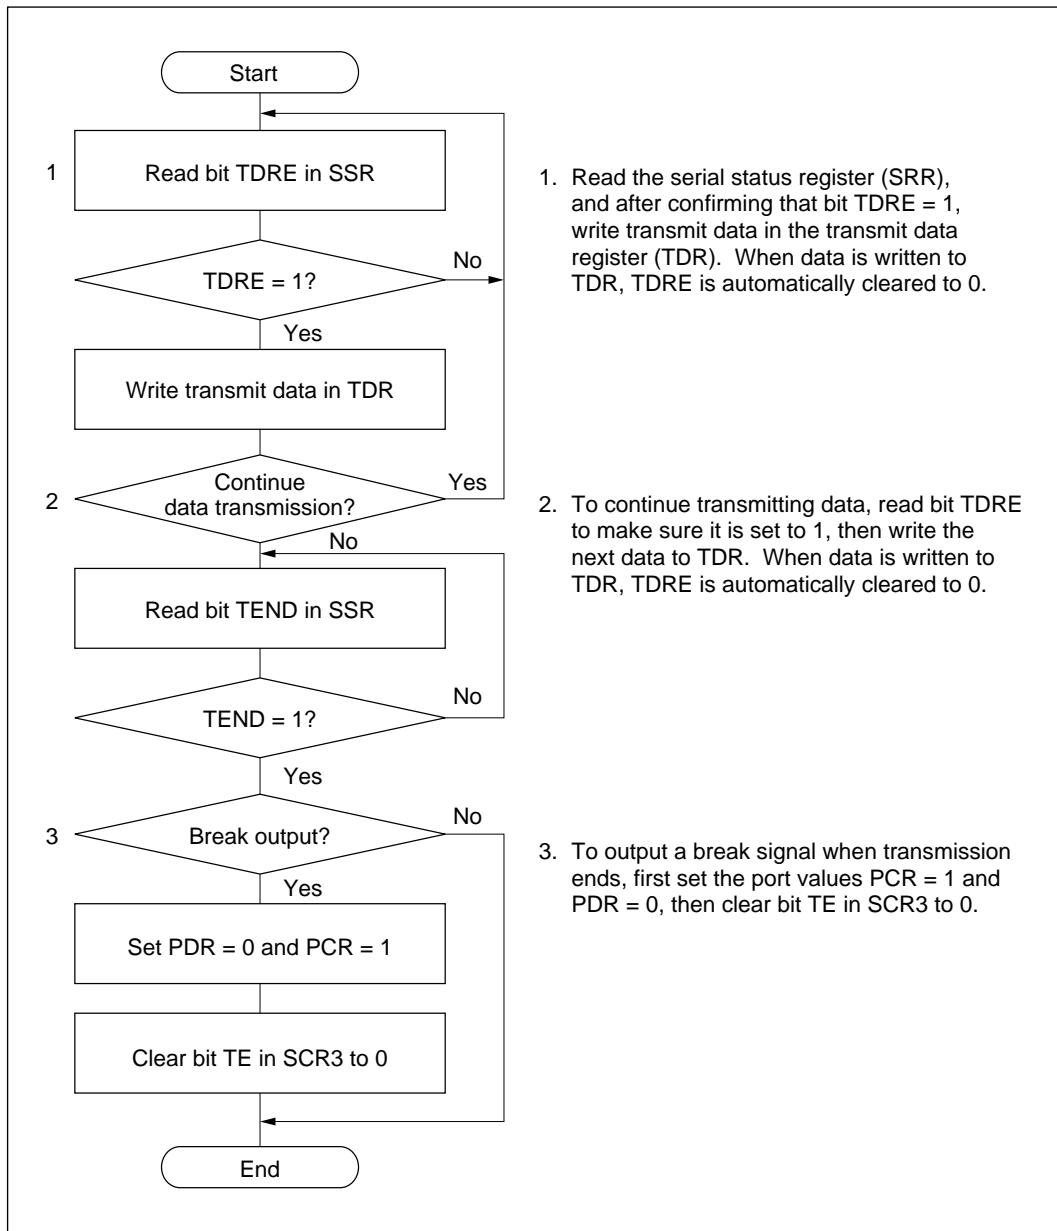 Start
1
Read bit TDRE in SSR
1. Read the serial status register (SRR),
and after confirming that bit TDRE = 1,
write transmit data in the transmit data
register (TDR).  When data is written to
TDR, TDRE is automatically cleared to 0.
TDRE = 1?
No
Yes
Write transmit data in TDR
2
Continue
data transmission?
Yes
No
2. To continue transmitting data, read bit TDRE
to make sure it is set to 1, then write the
next data to TDR.  When data is written to
TDR, TDRE is automatically cleared to 0.
Read bit TEND in SSR
TEND = 1?
No
Yes
3
Break output?
No
Yes
3. To output a break signal when transmission
ends, first set the port values PCR = 1 and
PDR = 0, then clear bit TE in SCR3 to 0.
Set PDR = 0 and PCR = 1
Clear bit TE in SCR3 to 0
End